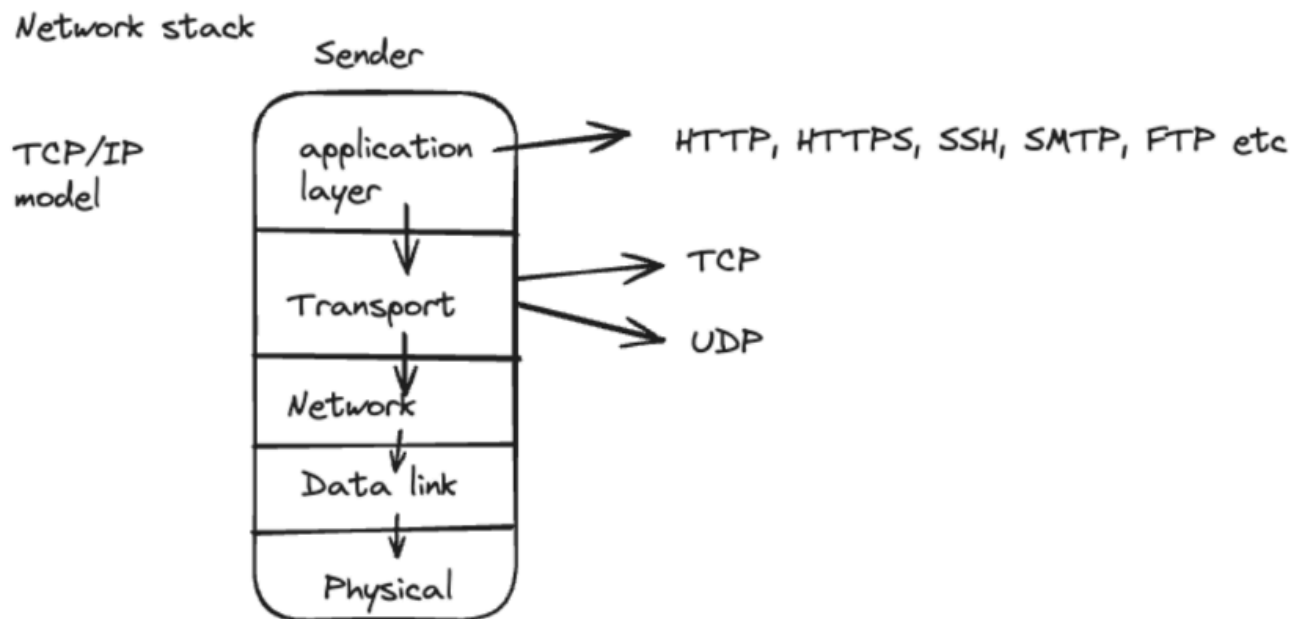 Network stack
Sender
TCP/IP
model
application
layer
HTTP, HTTPS, SSH, SMTP, FTP etc
Transport
TCP
UDP
Network
Data link
Physical